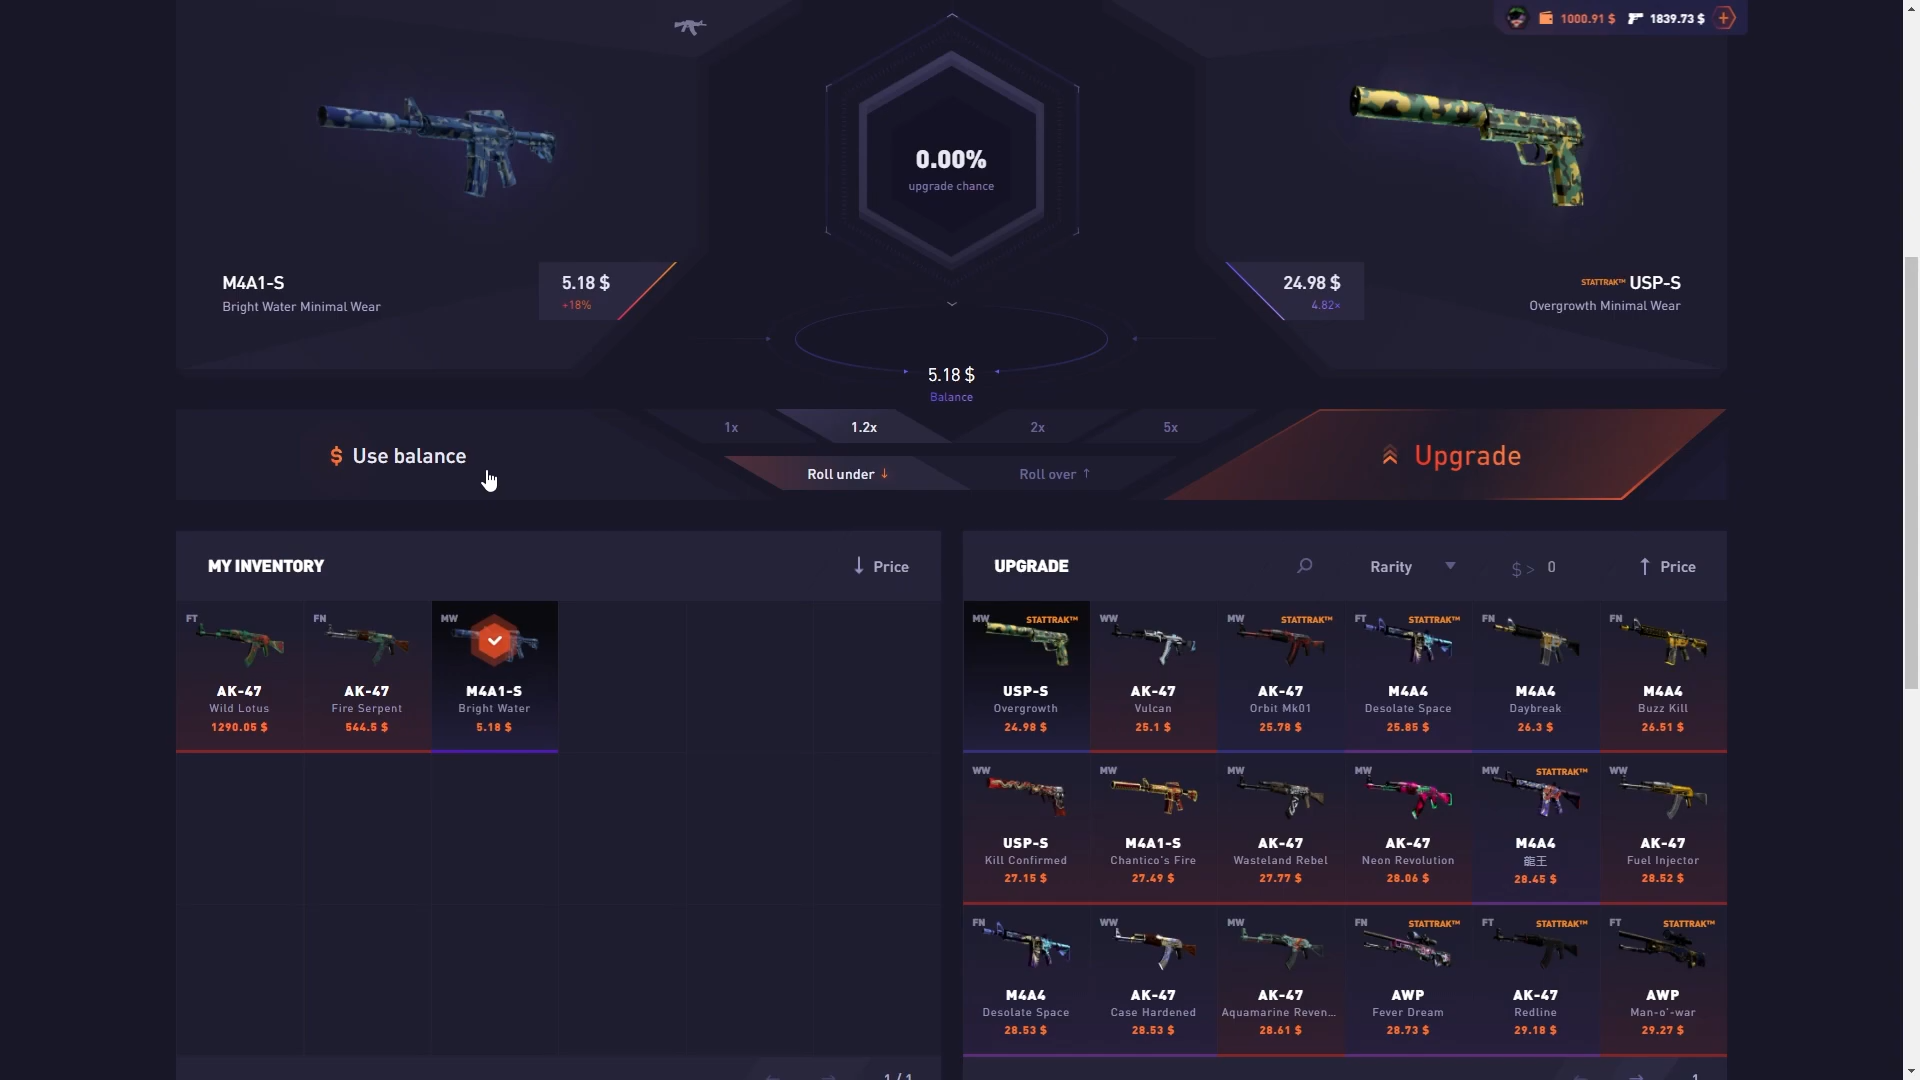 1000.91 $
1839.73 $
0.00%
upgrade chance
M4A1-S
Bright Water Minimal Wear
5.18 $
+18%
24.98 $
4.82×
STATTRAK™ USP-S
Overgrowth Minimal Wear
5.18 $
Balance
$ Use balance
1x
1.2x
2x
5x
Roll under ↓
Roll over ↑
Upgrade
MY INVENTORY
↓ Price
FT
AK-47
Wild Lotus
1290.05 $
FN
AK-47
Fire Serpent
544.5 $
MW
M4A1-S
Bright Water
5.18 $
1 / 1
UPGRADE
Rarity
$ > 0
↑ Price
MW STATTRAK™
USP-S
Overgrowth
24.98 $
WW
AK-47
Vulcan
25.1 $
MW STATTRAK™
AK-47
Orbit Mk01
25.78 $
FT STATTRAK™
M4A4
Desolate Space
25.85 $
FN
M4A4
Daybreak
26.3 $
FN
M4A4
Buzz Kill
26.51 $
WW
USP-S
Kill Confirmed
27.15 $
MW
M4A1-S
Chantico's Fire
27.49 $
MW
AK-47
Wasteland Rebel
27.77 $
MW
AK-47
Neon Revolution
28.06 $
MW STATTRAK™
M4A4
龍王
28.45 $
WW
AK-47
Fuel Injector
28.52 $
FN
M4A4
Desolate Space
28.53 $
WW
AK-47
Case Hardened
28.53 $
MW
AK-47
Aquamarine Reven...
28.61 $
FN STATTRAK™
AWP
Fever Dream
28.73 $
FT STATTRAK™
AK-47
Redline
29.18 $
FT STATTRAK™
AWP
Man-o'-war
29.27 $
1